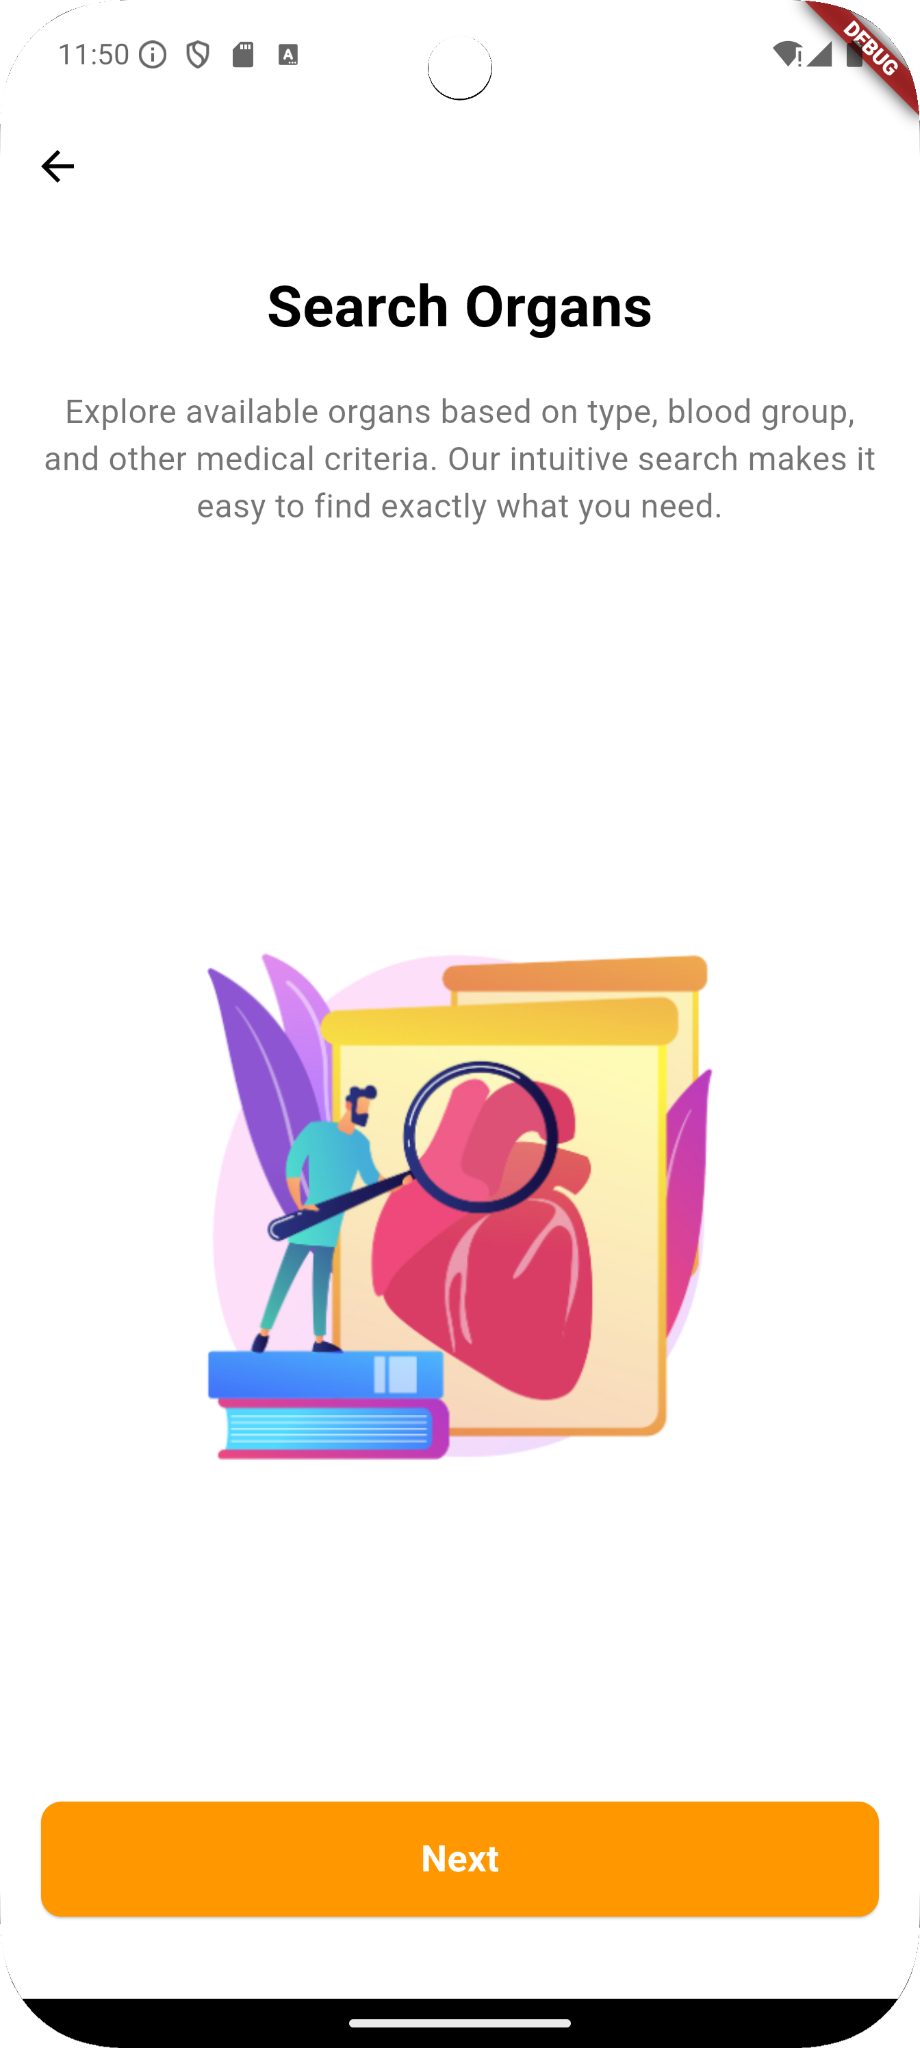 11:50
DEBUG
Search Organs
Explore available organs based on type, blood group,
and other medical criteria. Our intuitive search makes it
easy to find exactly what you need.
Next